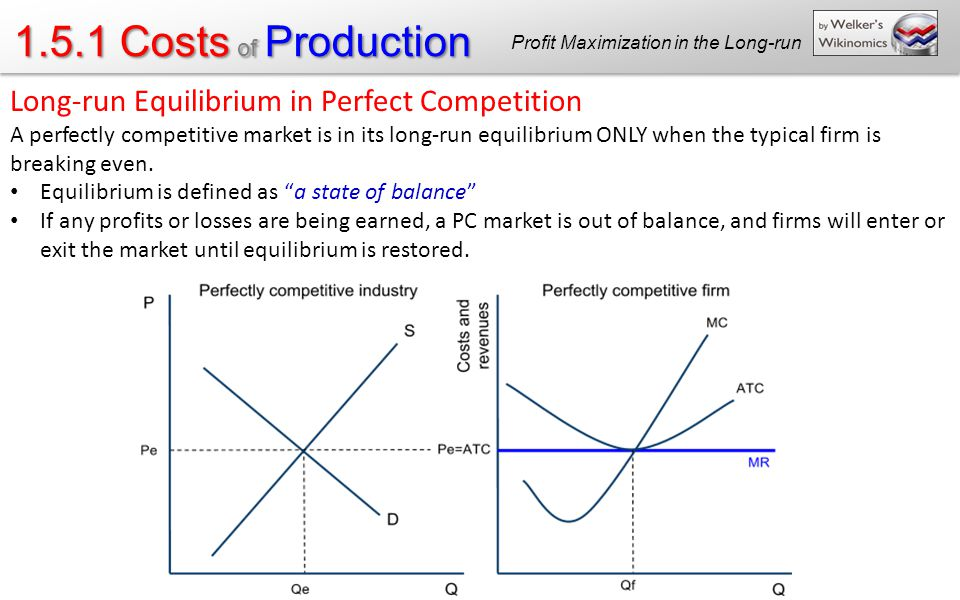 1.5.1 Costs of Production
Profit Maximization in the Long-run
by Welker's
Wikinomics
Long-run Equilibrium in Perfect Competition
A perfectly competitive market is in its long-run equilibrium ONLY when the typical firm is
breaking even.
• Equilibrium is defined as “a state of balance”
• If any profits or losses are being earned, a PC market is out of balance, and firms will enter or
exit the market until equilibrium is restored.
Perfectly competitive industry
P
S
Pe
D
Qe
Q
Perfectly competitive firm
Costs and
revenues
MC
ATC
Pe=ATC
MR
Qf
Q